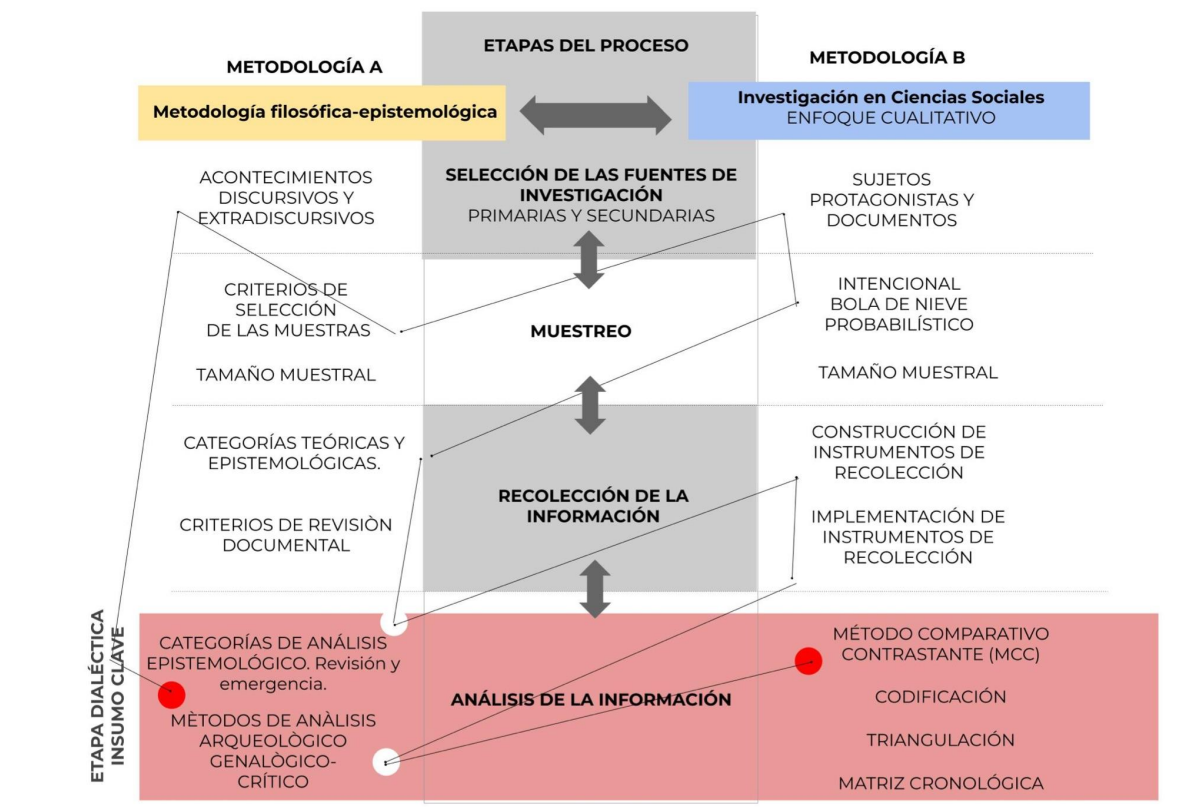 ETAPAS DEL PROCESO
METODOLOGÍA A
METODOLOGÍA B
Metodología filosófica-epistemológica
Investigación en Ciencias Sociales
ENFOQUE CUALITATIVO
ACONTECIMIENTOS
DISCURSIVOS Y
EXTRADISCURSIVOS
SELECCIÓN DE LAS FUENTES DE
INVESTIGACIÓN
PRIMARIAS Y SECUNDARIAS
SUJETOS
PROTAGONISTAS Y
DOCUMENTOS
CRITERIOS DE
SELECCIÓN
DE LAS MUESTRAS
TAMAÑO MUESTRAL
MUESTREO
INTENCIONAL
BOLA DE NIEVE
PROBABILÍSTICO
TAMAÑO MUESTRAL
CATEGORÍAS TEÓRICAS Y
EPISTEMOLÓGICAS.
CRITERIOS DE REVISIÒN
DOCUMENTAL
RECOLECCIÓN DE LA
INFORMACIÓN
CONSTRUCCIÓN DE
INSTRUMENTOS DE
RECOLECCIÓN
IMPLEMENTACIÓN DE
INSTRUMENTOS DE
RECOLECCIÓN
ETAPA DIALÉCTICA
INSUMO CLAVE
CATEGORÍAS DE ANÁLISIS
EPISTEMOLÓGICO. Revisión y
emergencia.
MÈTODOS DE ANÀLISIS
ARQUEOLÒGICO
GENALÒGICO-
CRÍTICO
ANÁLISIS DE LA INFORMACIÓN
MÉTODO COMPARATIVO
CONTRASTANTE (MCC)
CODIFICACIÓN
TRIANGULACIÓN
MATRIZ CRONOLÓGICA